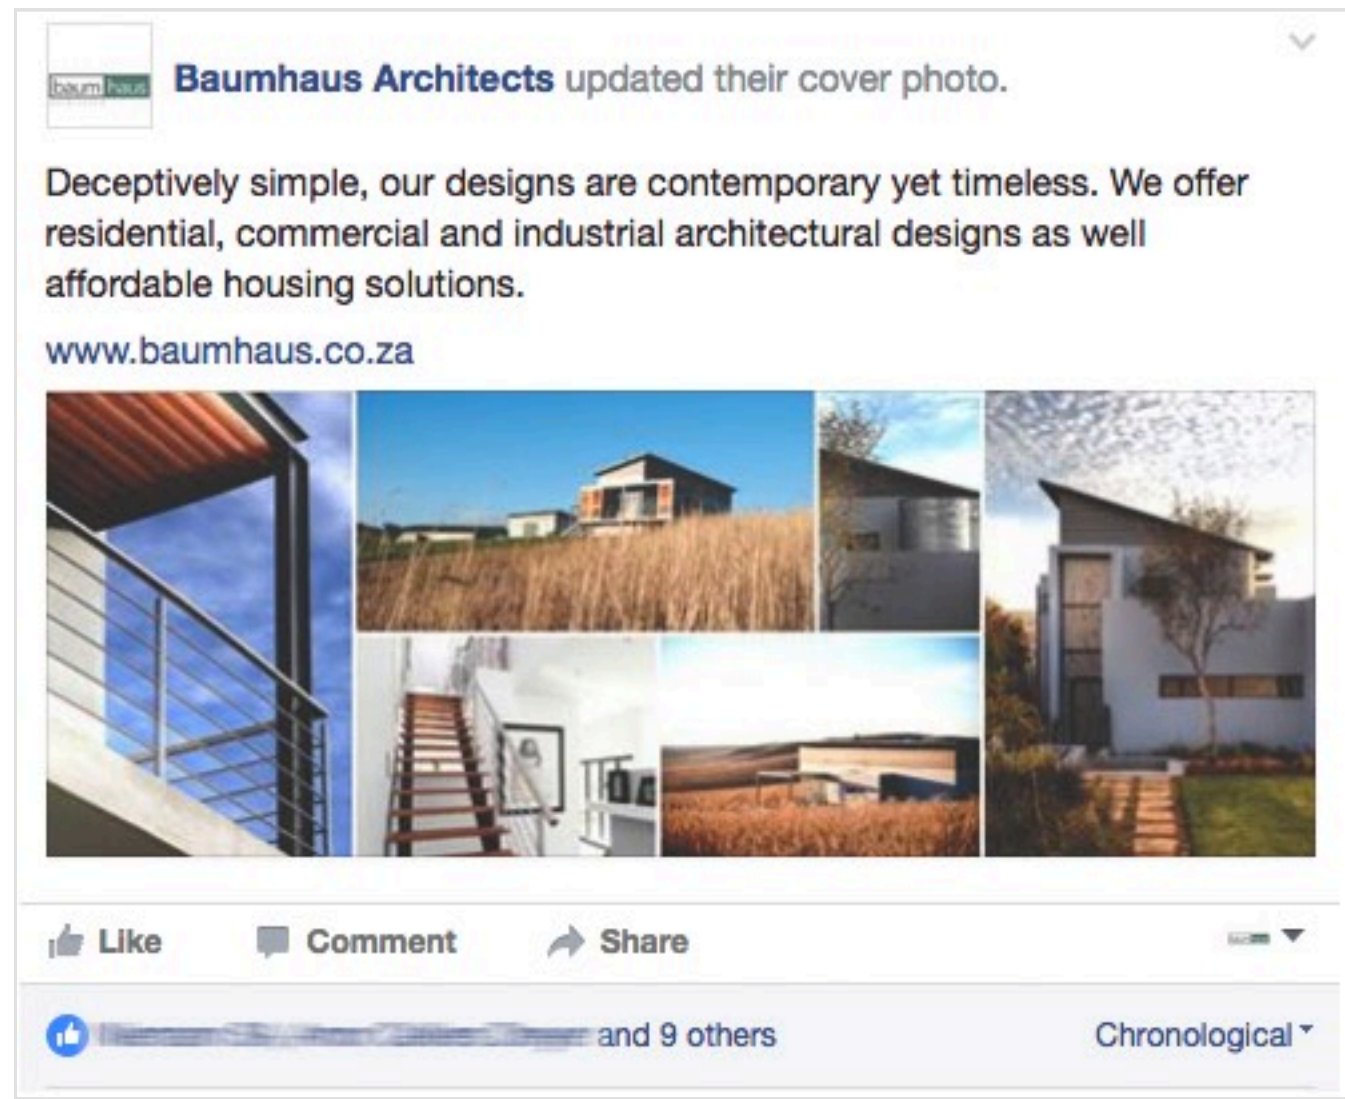 baum haus
Baumhaus Architects updated their cover photo.
Deceptively simple, our designs are contemporary yet timeless. We offer
residential, commercial and industrial architectural designs as well
affordable housing solutions.
www.baumhaus.co.za
Like Comment Share
and 9 others Chronological